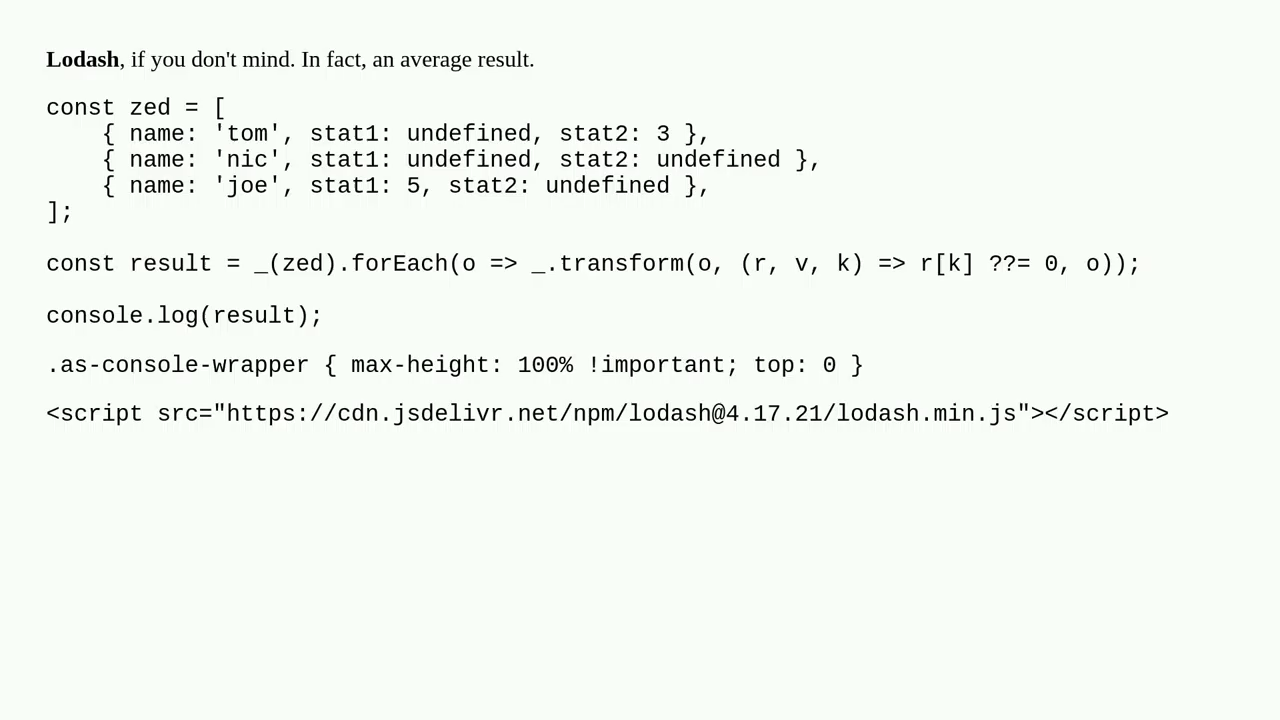 Lodash, if you don't mind. In fact, an average result.
const zed = [
    { name: 'tom', stat1: undefined, stat2: 3 },
    { name: 'nic', stat1: undefined, stat2: undefined },
    { name: 'joe', stat1: 5, stat2: undefined },
];
const result = _(zed).forEach(o => _.transform(o, (r, v, k) => r[k] ??= 0, o));
console.log(result);
.as-console-wrapper { max-height: 100% !important; top: 0 }
<script src="https://cdn.jsdelivr.net/npm/lodash@4.17.21/lodash.min.js"></script>